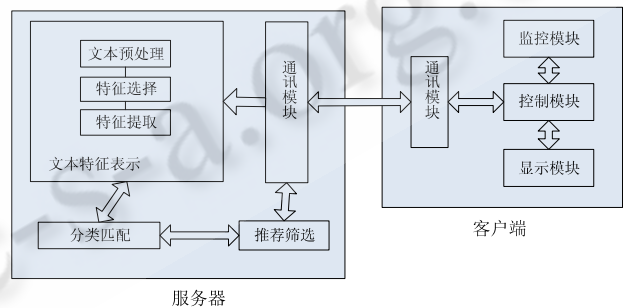 文本预处理
特征选择
特征提取
文本特征表示
通讯模块
分类匹配
推荐筛选
服务器
通讯模块
监控模块
控制模块
显示模块
客户端